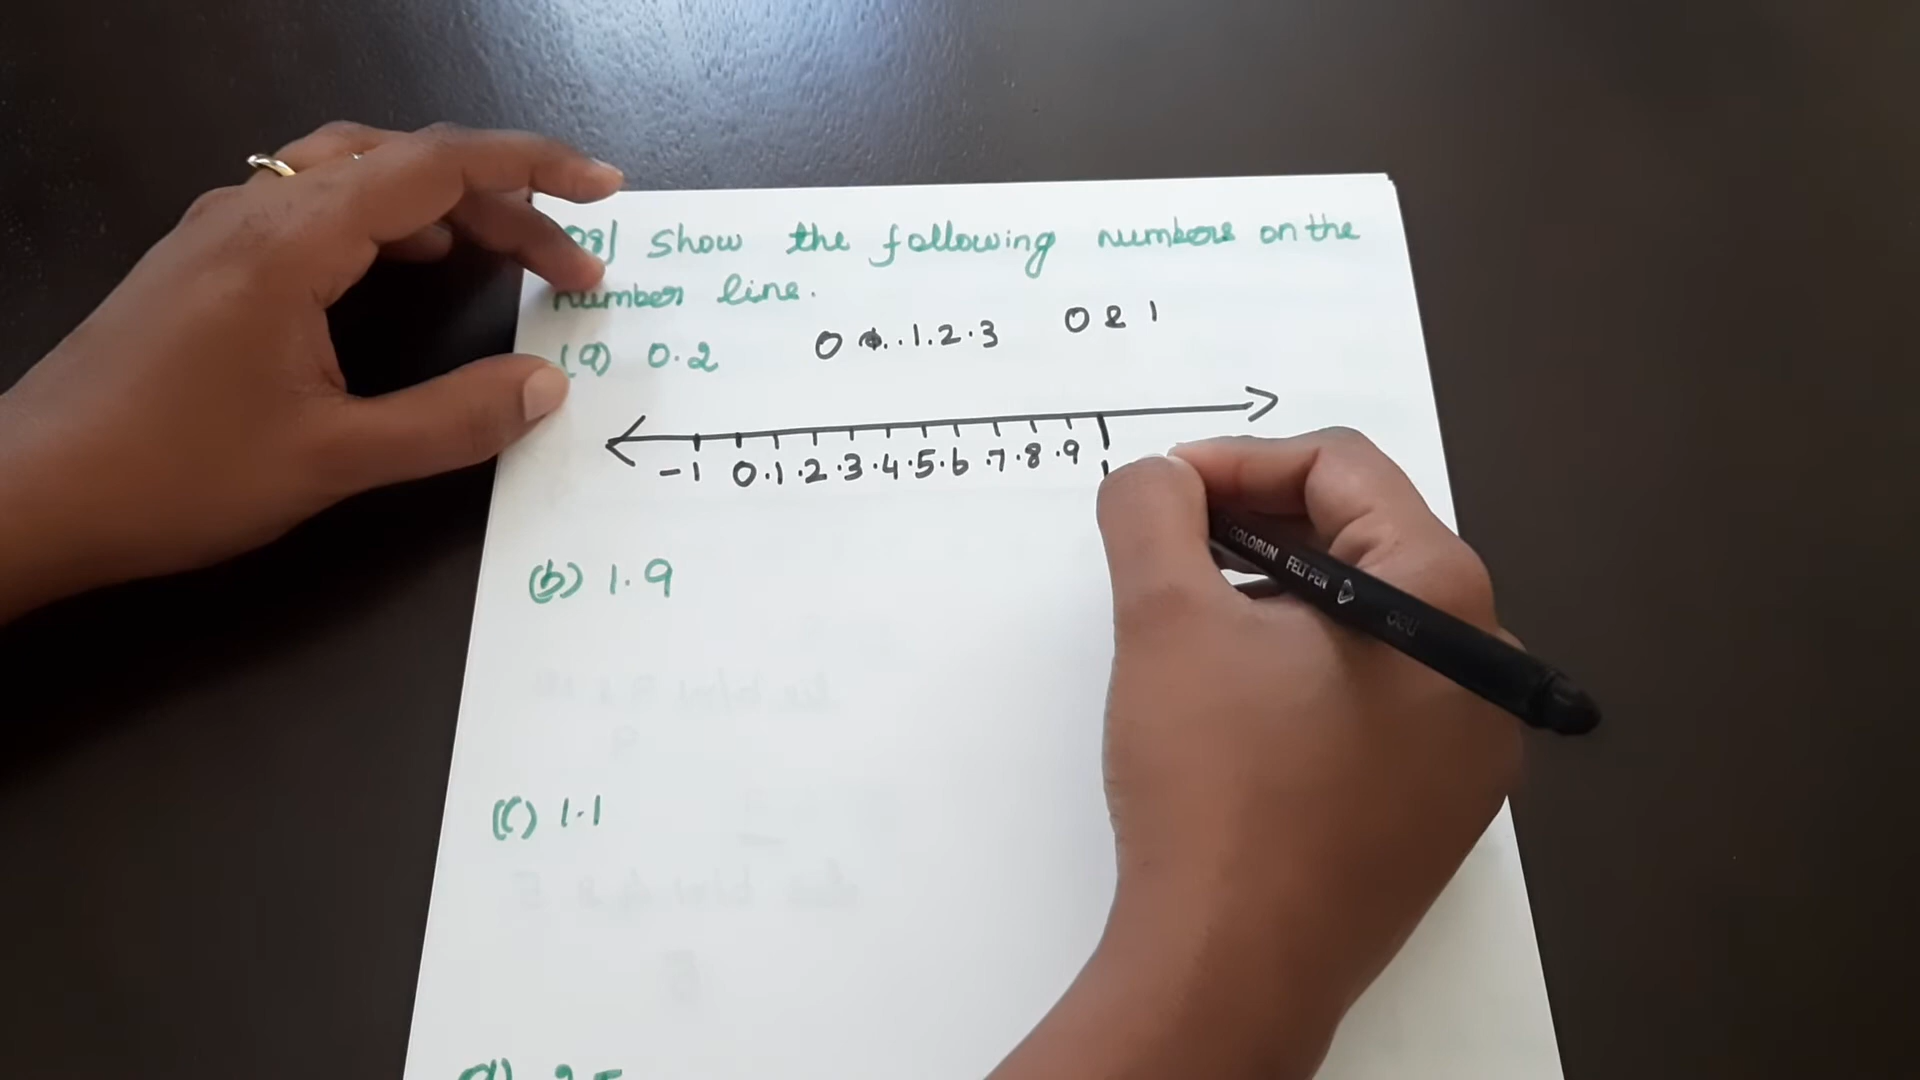 Q8) Show the following numbers on the
number line.
(a) 0.2
0 . .1 .2 .3
0 & 1
-1 0 .1 .2 .3 .4 .5 .6 .7 .8 .9 1
(b) 1.9
(c) 1.1
COLORUN FELT PEN